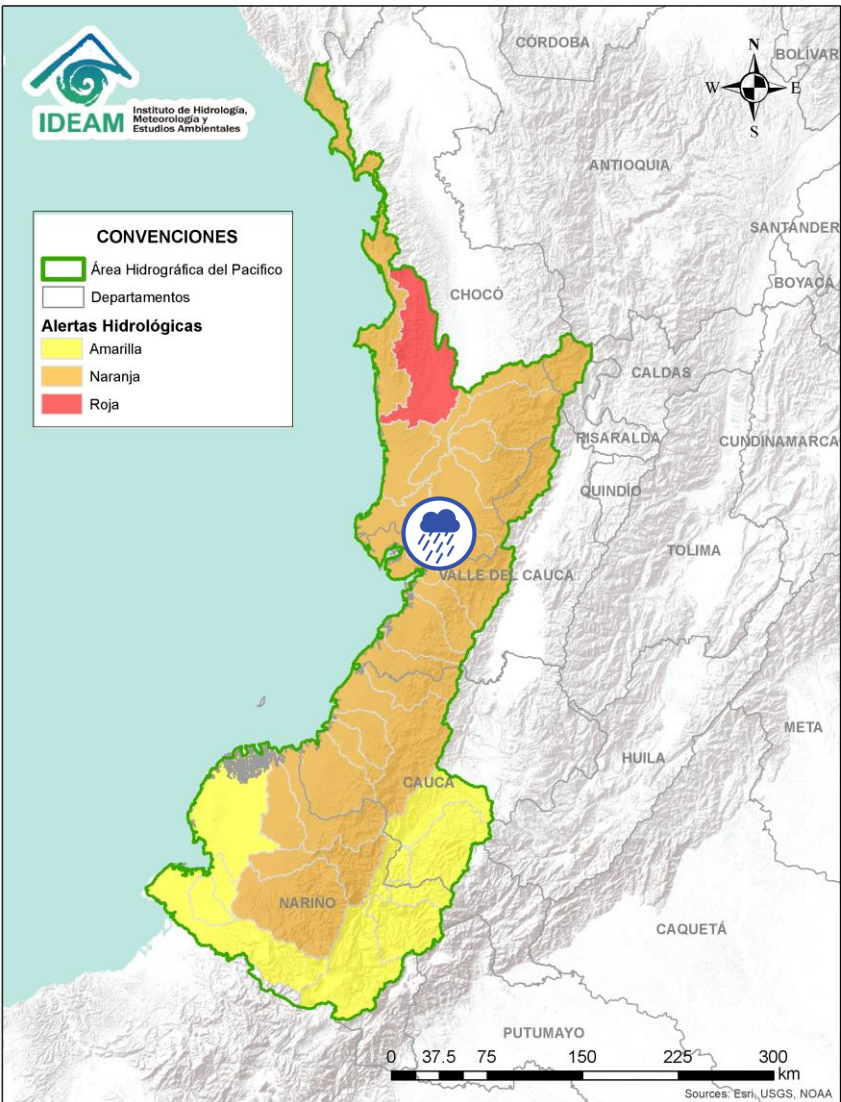 IDEAM
Instituto de Hidrología,
Meteorología y
Estudios Ambientales
N
W E
S
CÓRDOBA
BOLIVAR
ANTIOQUIA
SANTANDER
BOYACÁ
CHOCÓ
CALDAS
RISARALDA
CUNDINAMARCA
QUINDÍO
TOLIMA
VALLE DEL CAUCA
META
HUILA
CAUCA
NARIÑO
CAQUETÁ
PUTUMAYO
CONVENCIONES
Área Hidrográfica del Pacifico
Departamentos
Alertas Hidrológicas
Amarilla
Naranja
Roja
0 37.5 75 150 225 300
km
Sources: Esri, USGS, NOAA